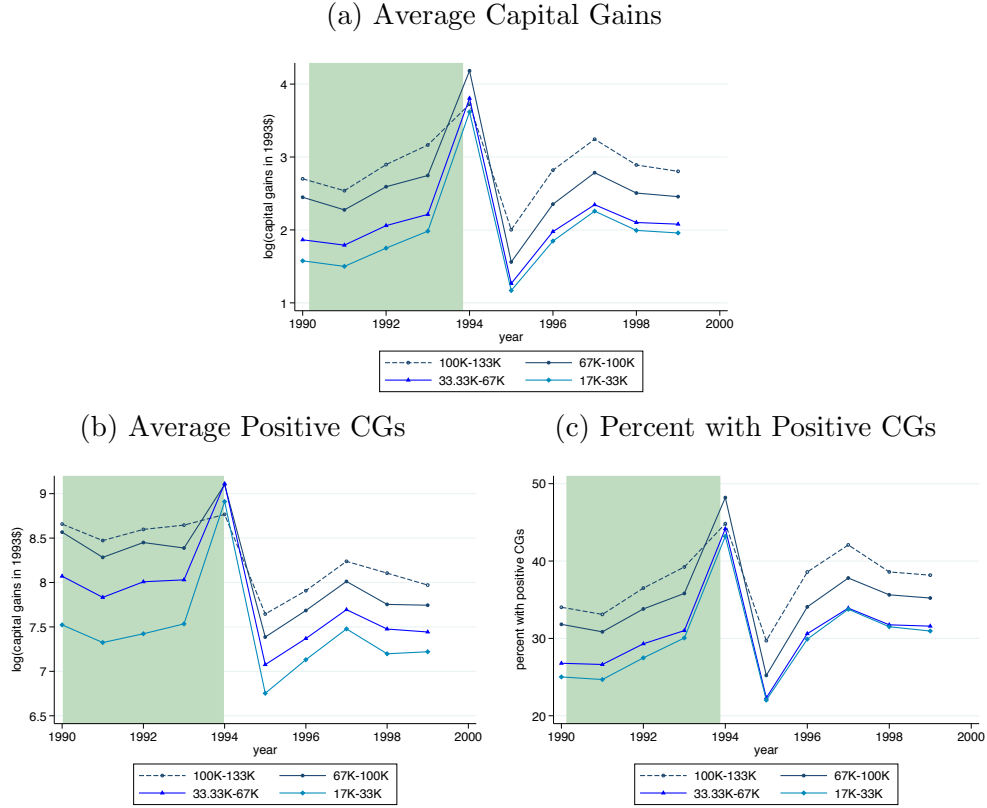 (a) Average Capital Gains
log(capital gains in 1993$)
4
3
2
1
1990 1992 1994 1996 1998 2000
year
100K-133K 67K-100K
33.33K-67K 17K-33K
(b) Average Positive CGs
log(capital gains in 1993$)
9
8.5
8
7.5
7
6.5
1990 1992 1994 1996 1998 2000
year
100K-133K 67K-100K
33.33K-67K 17K-33K
(c) Percent with Positive CGs
percent with positive CGs
50
40
30
20
1990 1992 1994 1996 1998 2000
year
100K-133K 67K-100K
33.33K-67K 17K-33K